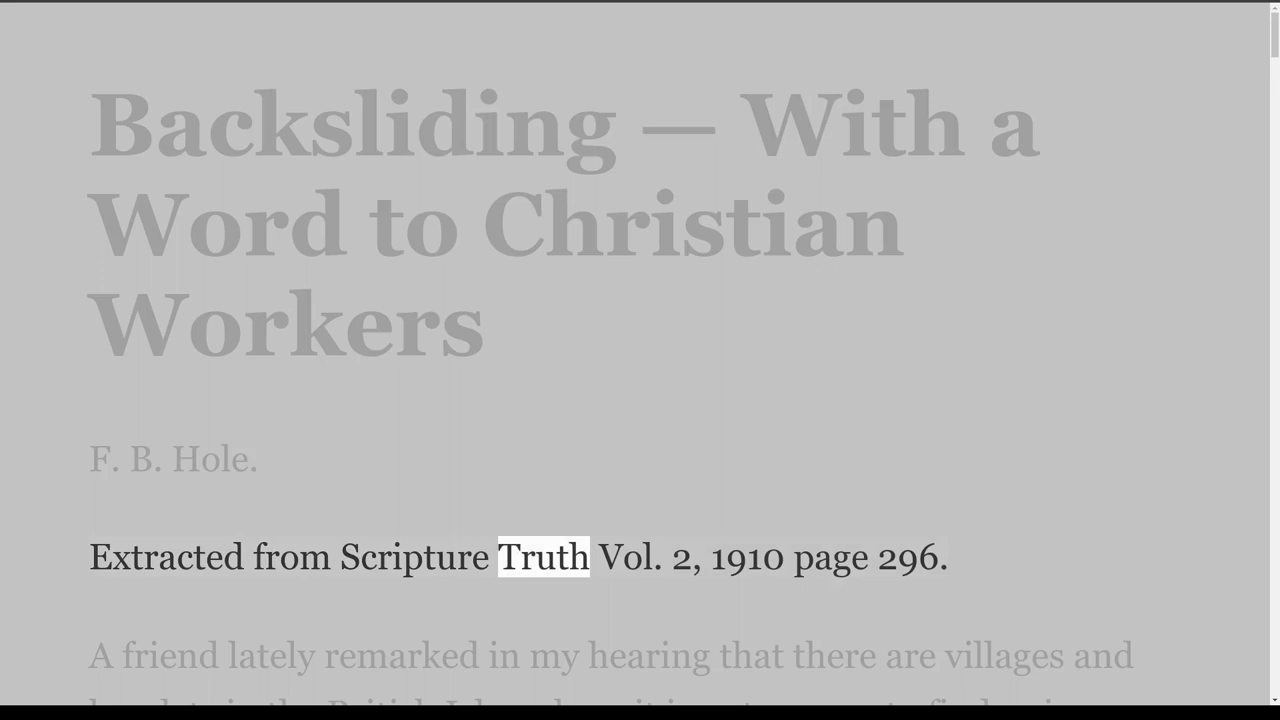 Backsliding — With a
Word to Christian
Workers
F. B. Hole.
Extracted from Scripture Truth Vol. 2, 1910 page 296.
A friend lately remarked in my hearing that there are villages and